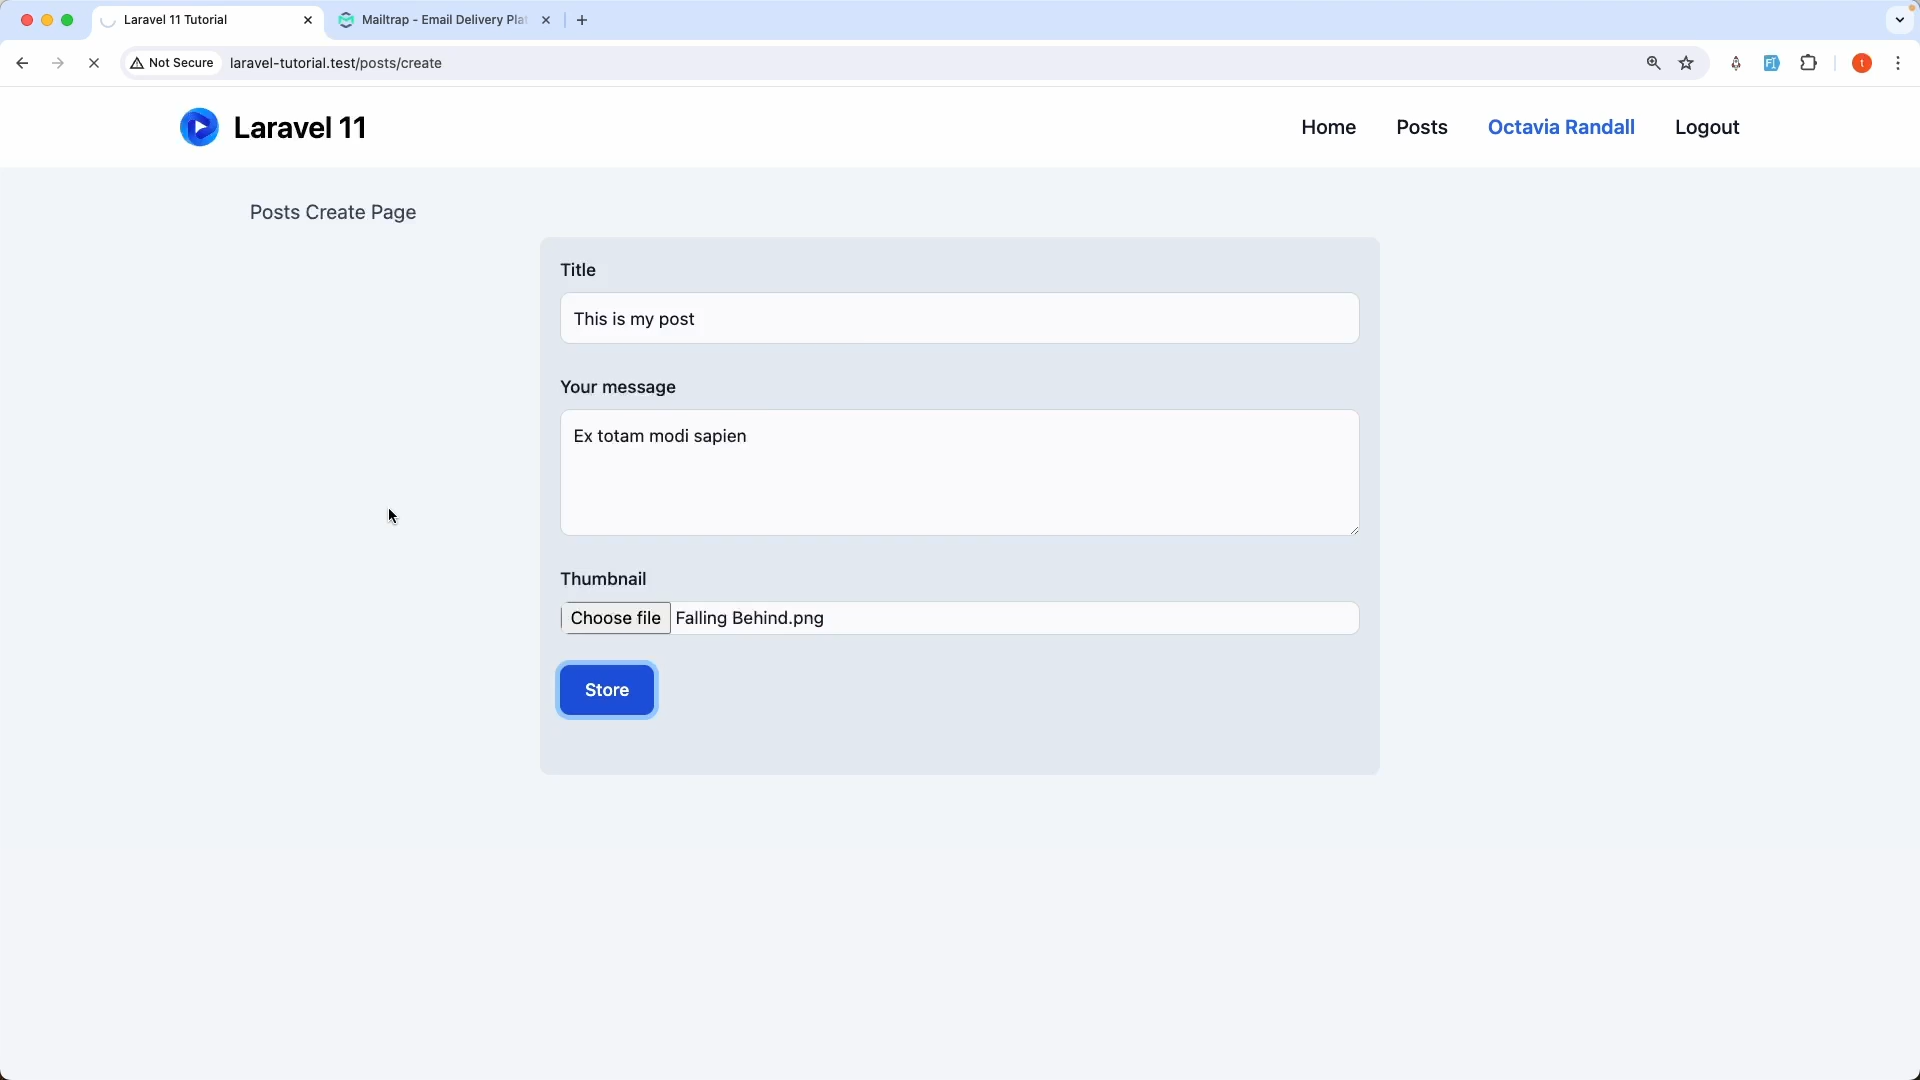 Laravel 11 Tutorial
Mailtrap - Email Delivery Pla
Not Secure
laravel-tutorial.test/posts/create
t
Laravel 11
Home
Posts
Octavia Randall
Logout
Posts Create Page
Title
This is my post
Your message
Ex totam modi sapien
Thumbnail
Choose file Falling Behind.png
Store